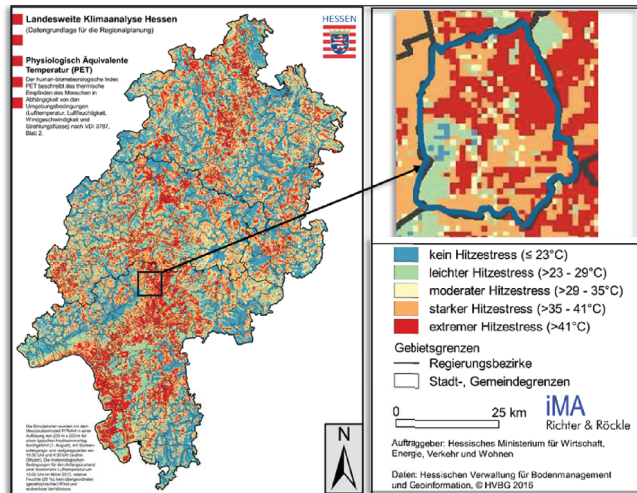 Landesweite Klimaanalyse Hessen
(Datengrundlage für die Regionalplanung)
Physiologisch Äquivalente
Temperatur (PET)
Der human-biometeorologische Index
PET beschreibt das thermische
Empfinden des Menschen in
Abhängigkeit von den
Umgebungsbedingungen
(Lufttemperatur, Luftfeuchtigkeit,
Windgeschwindigkeit und
Strahlungsflüsse) nach VDI 3787,
Blatt 2.
HESSEN
kein Hitzestress (≤ 23°C)
leichter Hitzestress (>23 - 29°C)
moderater Hitzestress (>29 - 35°C)
starker Hitzestress (>35 - 41°C)
extremer Hitzestress (>41°C)
Gebietsgrenzen
Regierungsbezirke
Stadt-, Gemeindegrenzen
0 25 km
iMA
Richter & Röckle
Auftraggeber: Hessisches Ministerium für Wirtschaft,
Energie, Verkehr und Wohnen
Daten: Hessischen Verwaltung für Bodenmanagement
und Geoinformation, © HVBG 2016
N